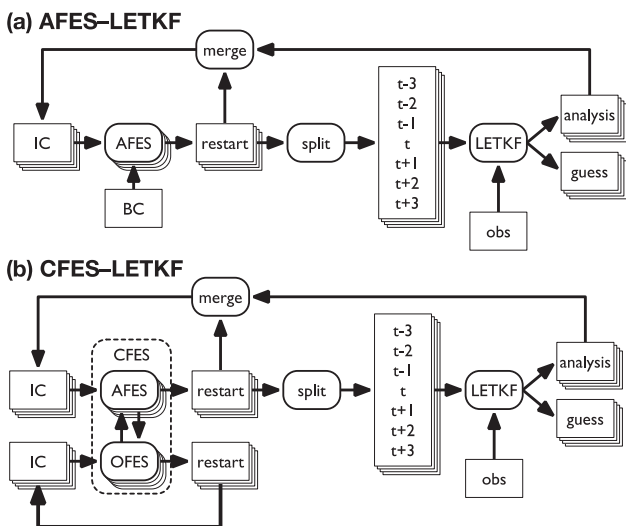 (a) AFES–LETKF
merge
IC
AFES
restart
split
t-3
t-2
t-1
t
t+1
t+2
t+3
LETKF
analysis
guess
BC
obs
(b) CFES–LETKF
merge
CFES
IC
AFES
restart
split
t-3
t-2
t-1
t
t+1
t+2
t+3
LETKF
analysis
guess
IC
OFES
restart
obs